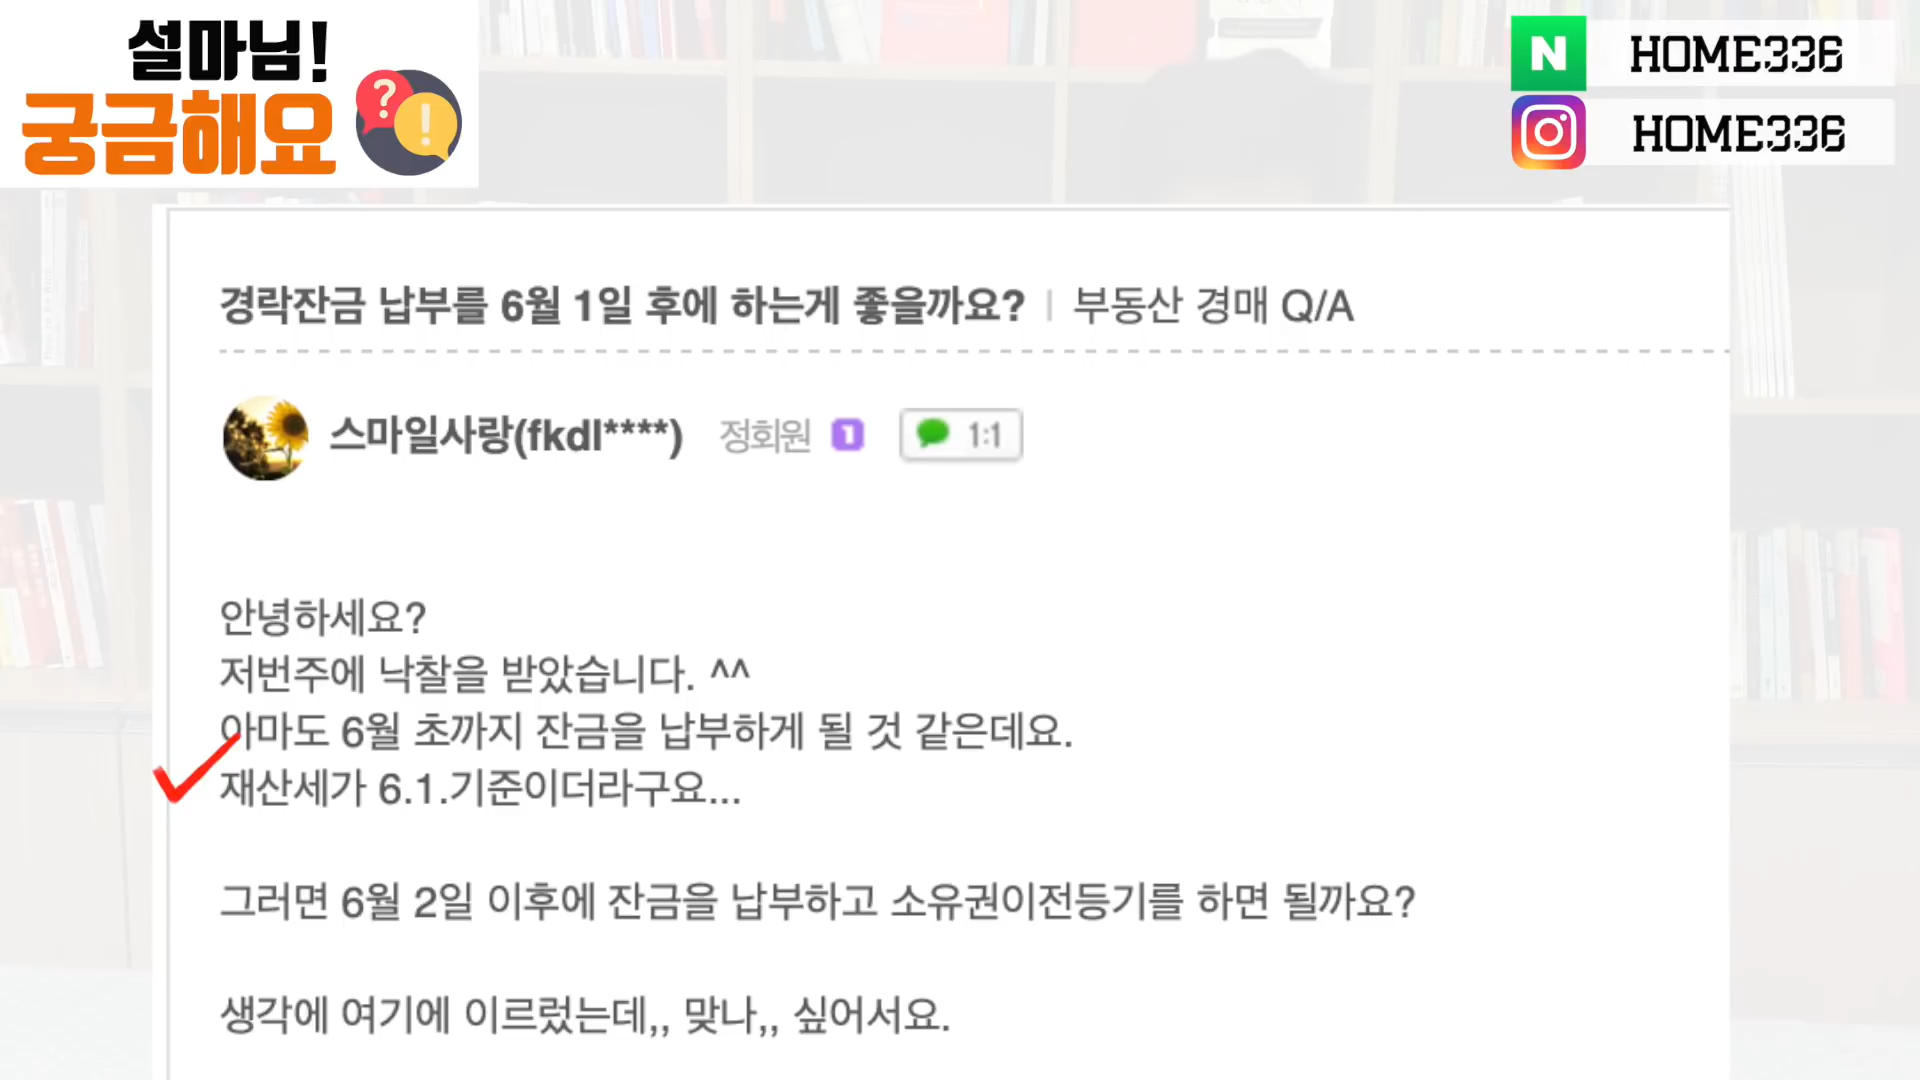 설마님!
궁금해요
? !
N HOME336
HOME336
경락잔금 납부를 6월 1일 후에 하는게 좋을까요? | 부동산 경매 Q/A
스마일사랑(fkdl****) 정회원 1 1:1
안녕하세요?
저번주에 낙찰을 받았습니다. ^^
아마도 6월 초까지 잔금을 납부하게 될 것 같은데요.
재산세가 6.1.기준이더라구요...
그러면 6월 2일 이후에 잔금을 납부하고 소유권이전등기를 하면 될까요?
생각에 여기에 이르렀는데,, 맞나,, 싶어서요.